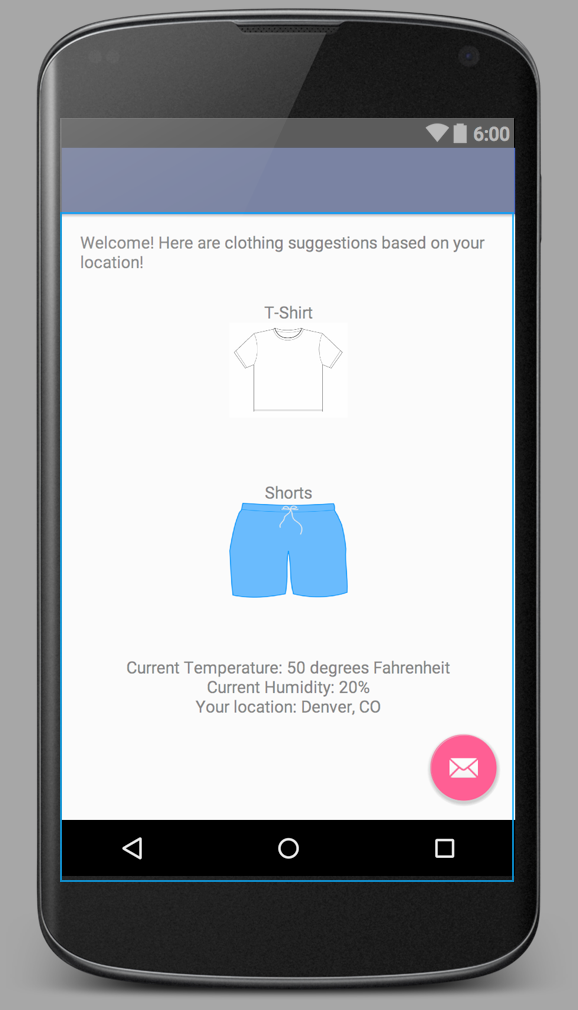 6:00
Welcome! Here are clothing suggestions based on your
location!
T-Shirt
Shorts
Current Temperature: 50 degrees Fahrenheit
Current Humidity: 20%
Your location: Denver, CO